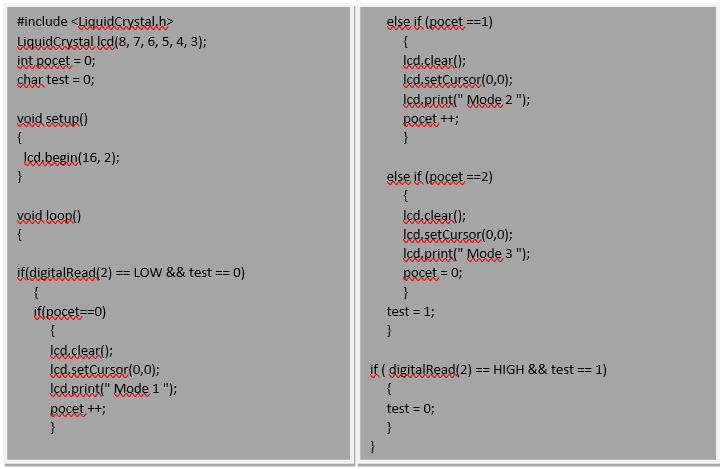 #include <LiquidCrystal.h>
LiquidCrystal lcd(8, 7, 6, 5, 4, 3);
int pocet = 0;
char test = 0;
void setup()
{
lcd.begin(16, 2);
}
void loop()
{
if(digitalRead(2) == LOW && test == 0)
{
if(pocet==0)
{
lcd.clear();
lcd.setCursor(0,0);
lcd.print(" Mode 1 ");
pocet ++;
}
else if (pocet ==1)
{
lcd.clear();
lcd.setCursor(0,0);
lcd.print(" Mode 2 ");
pocet ++;
}
else if (pocet ==2)
{
lcd.clear();
lcd.setCursor(0,0);
lcd.print(" Mode 3 ");
pocet = 0;
}
test = 1;
}
if ( digitalRead(2) == HIGH && test == 1)
{
test = 0;
}
}